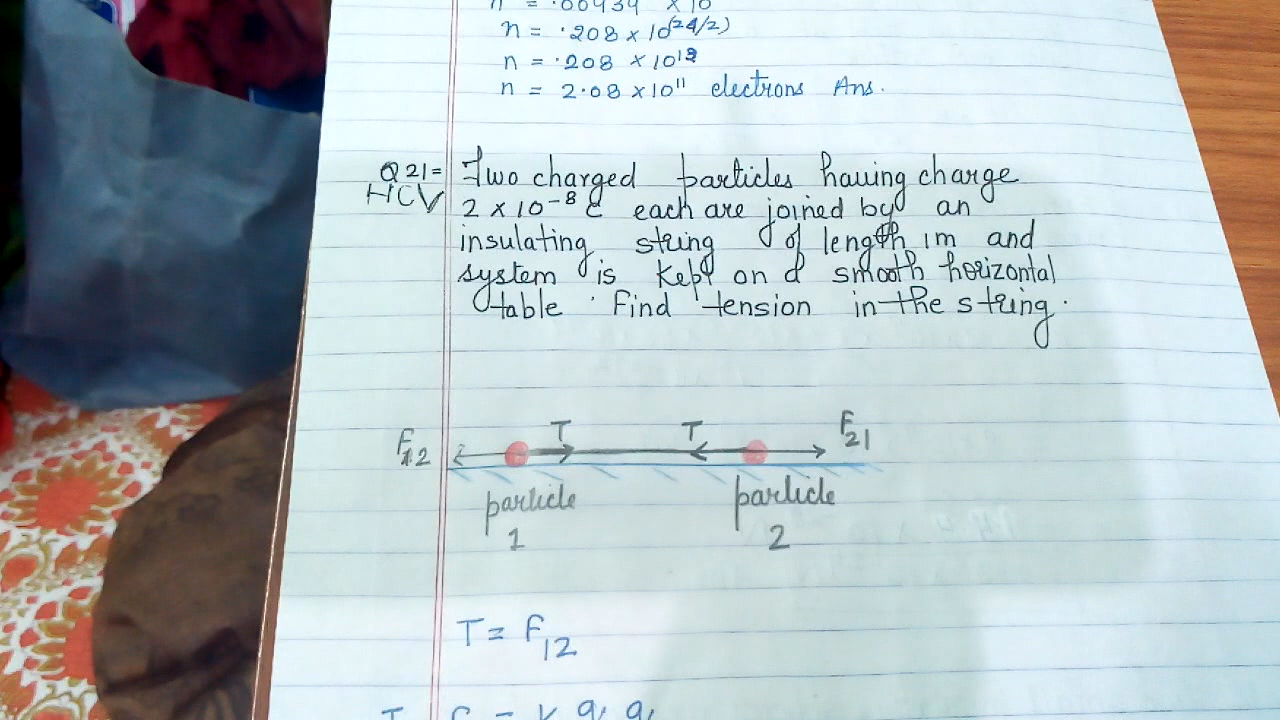 n = .00434 × 10
n = .208 × 10^(24/2)
n = .208 × 10^12
n = 2.08 × 10^11 electrons Ans.
Q21= Two charged particles having charge
HCV 2 × 10^-8 C each are joined by an
insulating string of length 1m and
system is kept on a smooth horizontal
table. Find tension in the string.
F12 T T F21
particle particle
1 2
T = F12